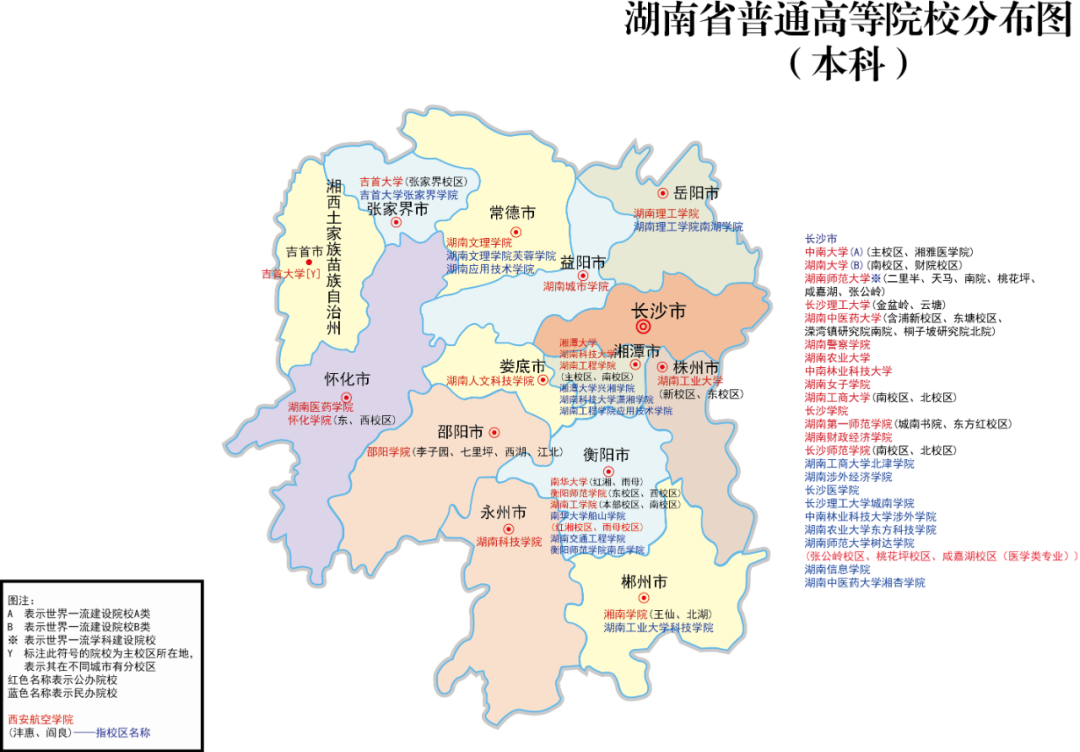 湖南省普通高等院校分布图
（本科）
湘西土家族苗族自治州
吉首市
吉首大学[Y]
吉首大学(张家界校区)
吉首大学张家界学院
张家界市
常德市
湖南文理学院
湖南文理学院芙蓉学院
湖南应用技术学院
岳阳市
湖南理工学院
湖南理工学院南湖学院
益阳市
湖南城市学院
长沙市
湘潭大学
湖南科技大学
湘潭市
湖南工程学院
(主校区、南校区)
湘潭大学兴湘学院
湖南科技大学潇湘学院
湖南工程学院应用技术学院
株州市
湖南工业大学
(新校区、东校区)
娄底市
湖南人文科技学院
怀化市
湖南医药学院
怀化学院(东、西校区)
邵阳市
邵阳学院(李子园、七里坪、西湖、江北)
衡阳市
南华大学(红湘、雨母)
衡阳师范学院(东校区、西校区)
湖南工学院(本部校区、南校区)
南华大学船山学院
(红湘校区、雨母校区)
湖南交通工程学院
衡阳师范学院南岳学院
永州市
湖南科技学院
郴州市
湘南学院(王仙、北湖)
湖南工业大学科技学院
长沙市
中南大学(A)(主校区、湘雅医学院)
湖南大学(B)(南校区、财院校区)
湖南师范大学※(二里半、天马、南院、桃花坪、
咸嘉湖、张公岭)
长沙理工大学(金盆岭、云塘)
湖南中医药大学(含浦新校区、东塘校区、
溁湾镇研究院南院、桐子坡研究院北院)
湖南警察学院
湖南农业大学
中南林业科技大学
湖南女子学院
湖南工商大学(南校区、北校区)
长沙学院
湖南第一师范学院(城南书院、东方红校区)
湖南财政经济学院
长沙师范学院(南校区、北校区)
湖南工商大学北津学院
湖南涉外经济学院
长沙医学院
长沙理工大学城南学院
中南林业科技大学涉外学院
湖南农业大学东方科技学院
湖南师范大学树达学院
(张公岭校区、桃花坪校区、咸嘉湖校区（医学类专业）)
湖南信息学院
湖南中医药大学湘杏学院
图注：
A 表示世界一流建设院校A类
B 表示世界一流建设院校B类
※ 表示世界一流学科建设院校
Y 标注此符号的院校为主校区所在地，
表示其在不同城市有分校区
红色名称表示公办院校
蓝色名称表示民办院校
西安航空学院
(沣惠、阎良)——指校区名称